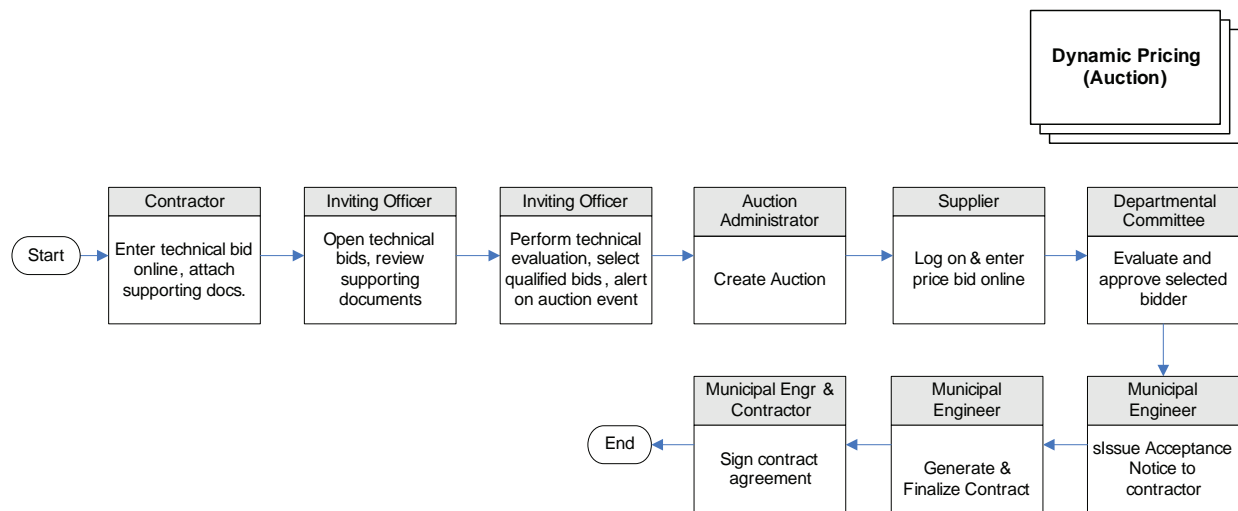 Dynamic Pricing
(Auction)
Start
Contractor
Enter technical bid
online, attach
supporting docs.
Inviting Officer
Open technical
bids, review
supporting
documents
Inviting Officer
Perform technical
evaluation, select
qualified bids, alert
on auction event
Auction
Administrator
Create Auction
Supplier
Log on & enter
price bid online
Departmental
Committee
Evaluate and
approve selected
bidder
Municipal
Engineer
sIssue Acceptance
Notice to
contractor
Municipal
Engineer
Generate &
Finalize Contract
Municipal Engr &
Contractor
Sign contract
agreement
End